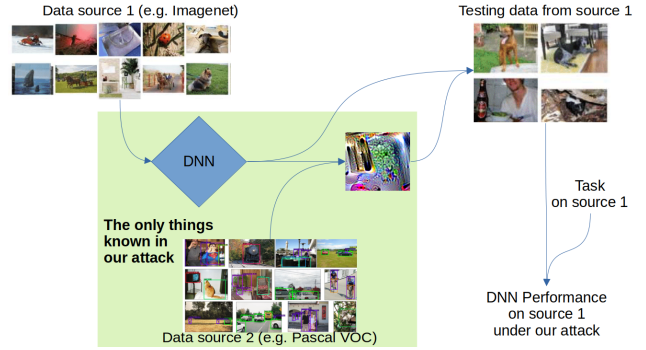 Data source 1 (e.g. Imagenet)
Testing data from source 1
DNN
The only things
known in
our attack
Data source 2 (e.g. Pascal VOC)
Task
on source 1
DNN Performance
on source 1
under our attack